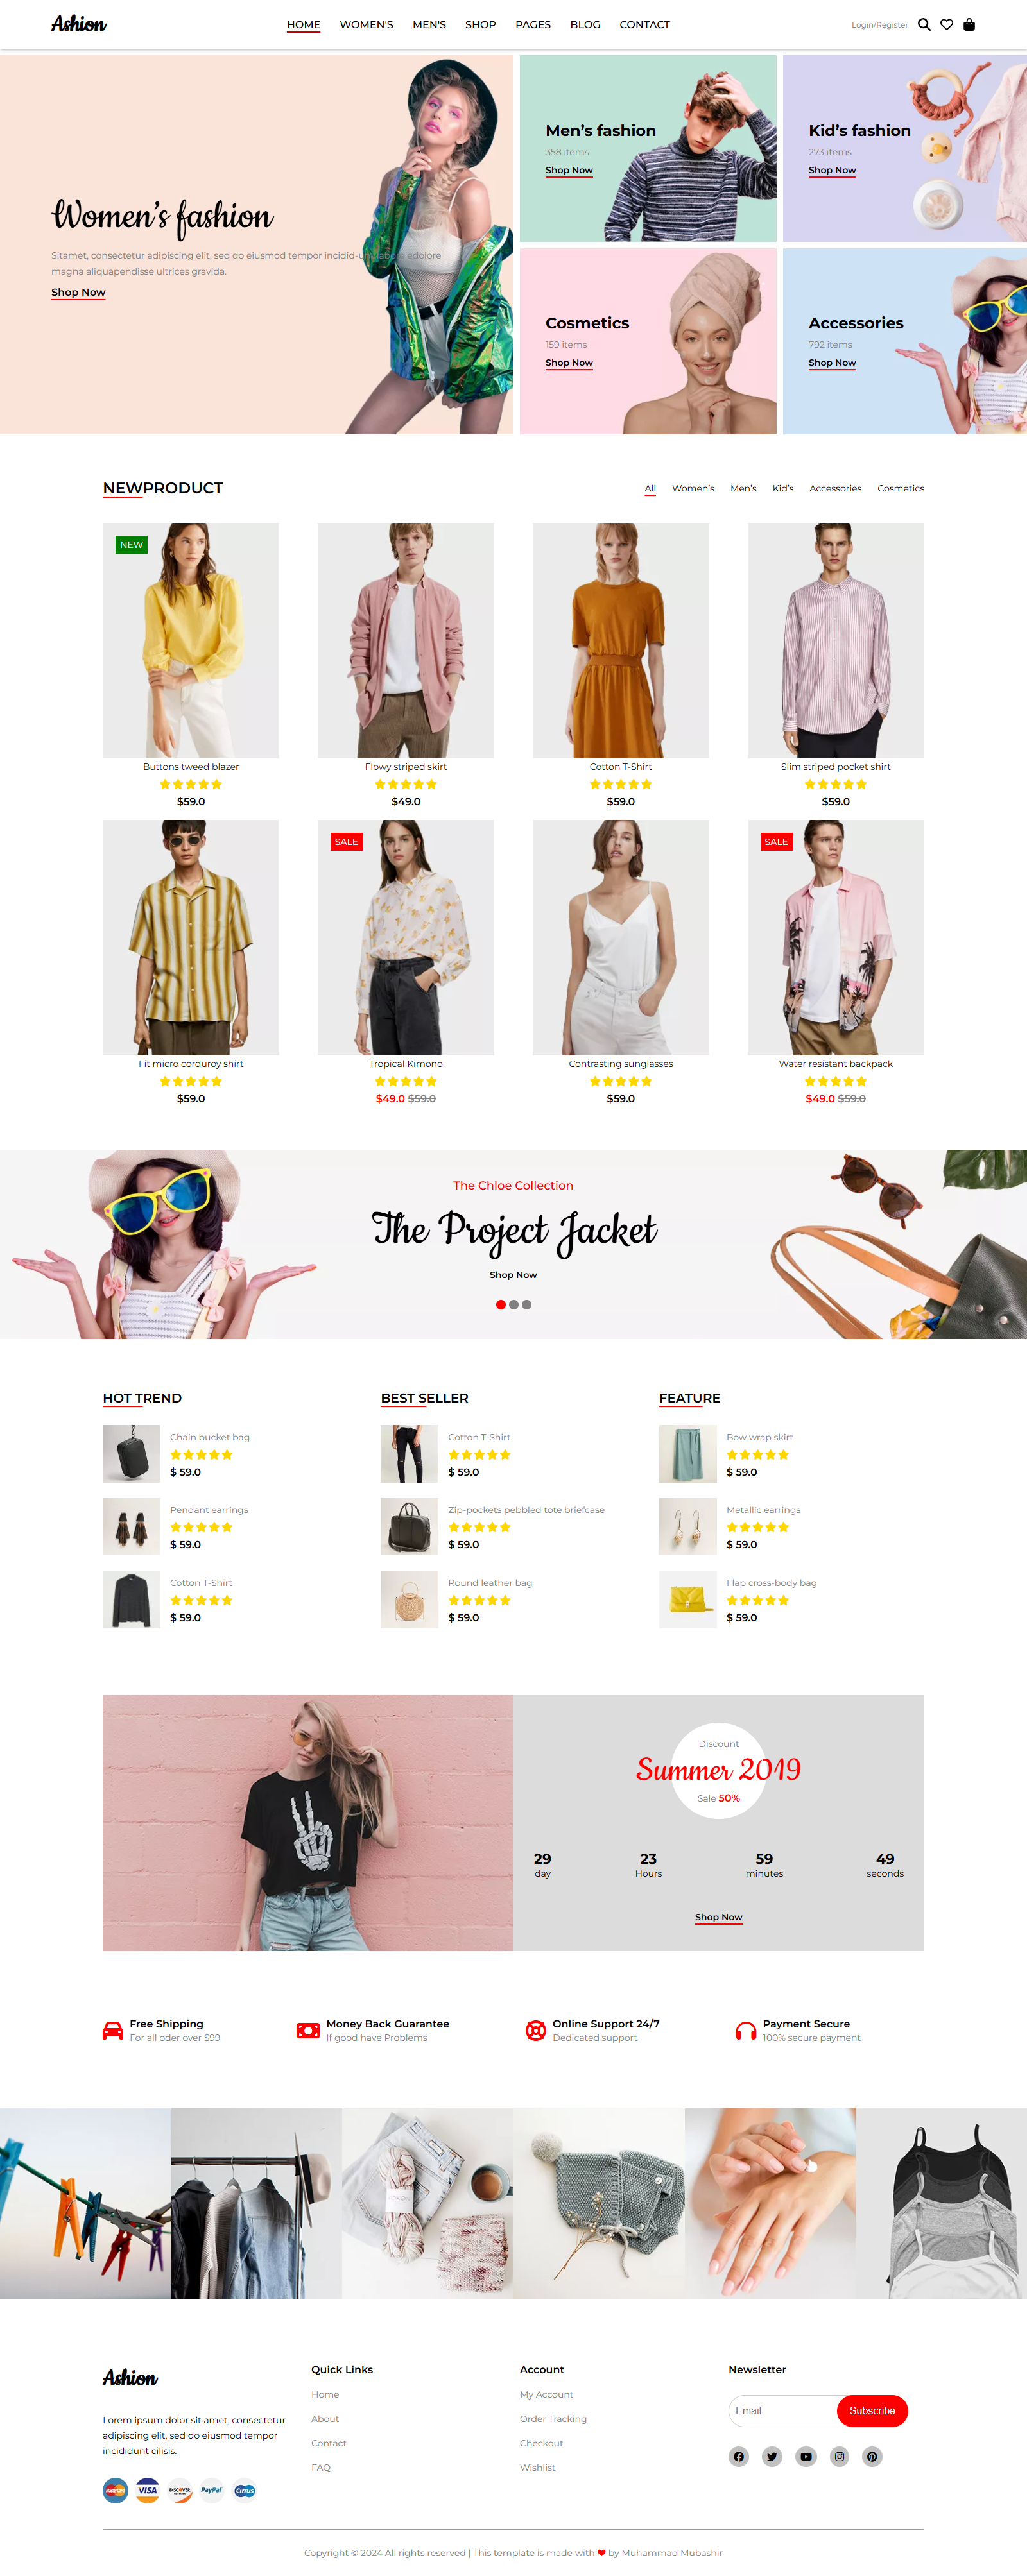 Ashion
HOME WOMEN'S MEN'S SHOP PAGES BLOG CONTACT
Login/Register
Women's fashion
Sitamet, consectetur adipiscing elit, sed do eiusmod tempor incidid-ut labore edolore
magna aliquapendisse ultrices gravida.
Shop Now
Men's fashion
358 items
Shop Now
Kid's fashion
273 items
Shop Now
Cosmetics
159 items
Shop Now
Accessories
792 items
Shop Now
NEWPRODUCT
All Women's Men's Kid's Accessories Cosmetics
NEW
Buttons tweed blazer
$59.0
Flowy striped skirt
$49.0
Cotton T-Shirt
$59.0
Slim striped pocket shirt
$59.0
Fit micro corduroy shirt
$59.0
SALE
Tropical Kimono
$49.0 $59.0
Contrasting sunglasses
$59.0
SALE
Water resistant backpack
$49.0 $59.0
The Chloe Collection
The Project Jacket
Shop Now
HOT TREND
Chain bucket bag
$ 59.0
Pendant earrings
$ 59.0
Cotton T-Shirt
$ 59.0
BEST SELLER
Cotton T-Shirt
$ 59.0
Zip-pockets pebbled tote briefcase
$ 59.0
Round leather bag
$ 59.0
FEATURE
Bow wrap skirt
$ 59.0
Metallic earrings
$ 59.0
Flap cross-body bag
$ 59.0
Discount
Summer 2019
Sale 50%
29
day
23
Hours
59
minutes
49
seconds
Shop Now
Free Shipping
For all oder over $99
Money Back Guarantee
If good have Problems
Online Support 24/7
Dedicated support
Payment Secure
100% secure payment
Ashion
Lorem ipsum dolor sit amet, consectetur
adipiscing elit, sed do eiusmod tempor
incididunt cilisis.
MasterCard VISA DISCOVER PayPal Cirrus
Quick Links
Home
About
Contact
FAQ
Account
My Account
Order Tracking
Checkout
Wishlist
Newsletter
Email
Subscribe
Copyright © 2024 All rights reserved | This template is made with ❤ by Muhammad Mubashir